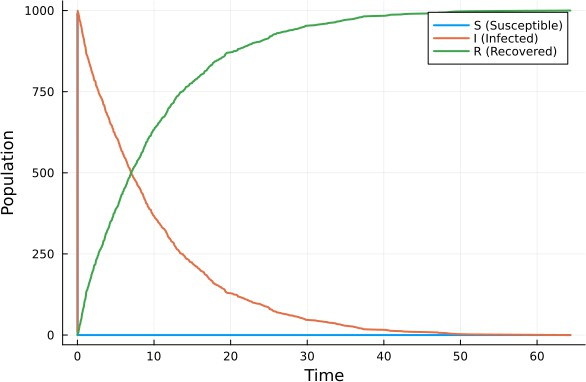 1000
750
500
250
0
Population
0 10 20 30 40 50 60
Time
S (Susceptible)
I (Infected)
R (Recovered)